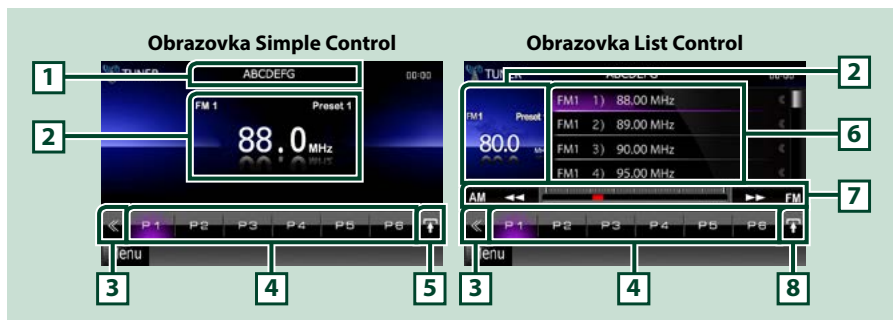 Obrazovka Simple Control
Obrazovka List Control
1
TUNER
ABCDEFG
00:00
2
FM 1
Preset 1
88.0 MHz
P1 P2 P3 P4 P5 P6
Menu
3
4
5
TUNER
ABCDEFG
2
FM1
Preset
80.0
FM1 1) 88,00 MHz
FM1 2) 89.00 MHz
FM1 3) 90.00 MHz
FM1 4) 95.00 MHz
6
AM
FM
7
P1 P2 P3 P4 P5 P6
3
4
8